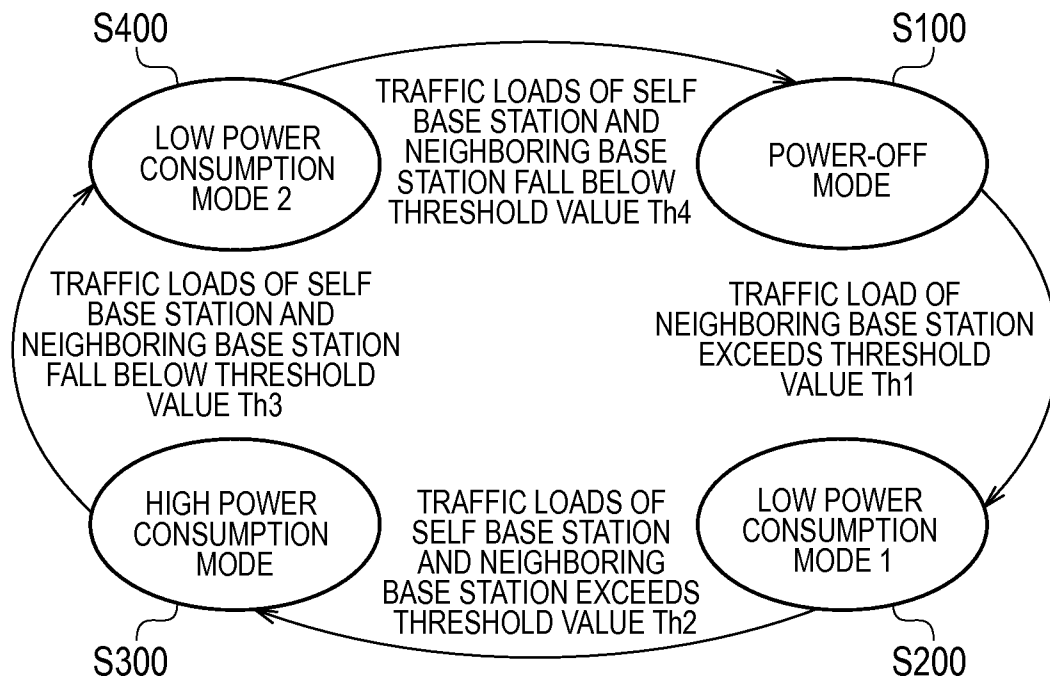 S400
S100
LOW POWER
CONSUMPTION
MODE 2
TRAFFIC LOADS OF SELF
BASE STATION AND
NEIGHBORING BASE
STATION FALL BELOW
THRESHOLD VALUE Th4
POWER-OFF
MODE
TRAFFIC LOADS OF SELF
BASE STATION AND
NEIGHBORING BASE STATION
FALL BELOW THRESHOLD
VALUE Th3
TRAFFIC LOAD OF
NEIGHBORING BASE STATION
EXCEEDS THRESHOLD
VALUE Th1
HIGH POWER
CONSUMPTION
MODE
TRAFFIC LOADS OF
SELF BASE STATION
AND NEIGHBORING
BASE STATION EXCEEDS
THRESHOLD VALUE Th2
LOW POWER
CONSUMPTION
MODE 1
S300
S200